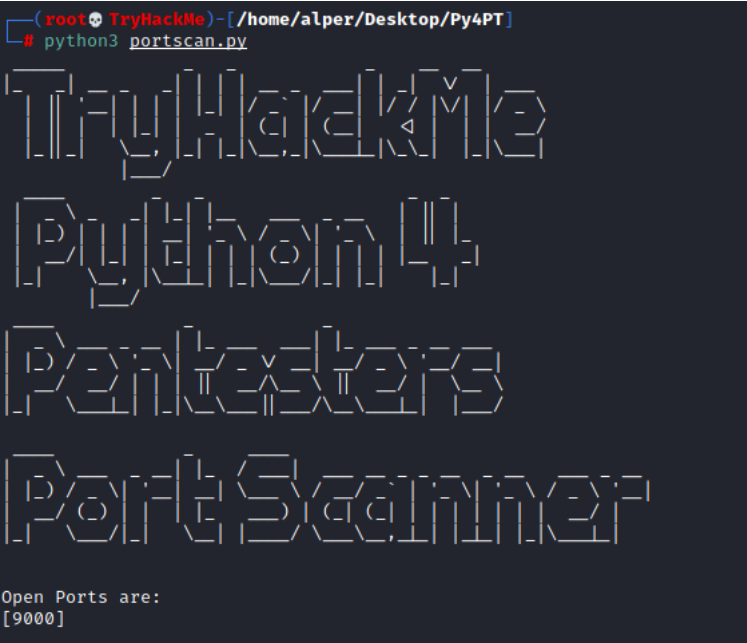 (root💀TryHackMe)-[/home/alper/Desktop/Py4PT]
# python3 portscan.py
TryHackMe
Python 4
Pentesters
Port Scanner
Open Ports are:
[9000]